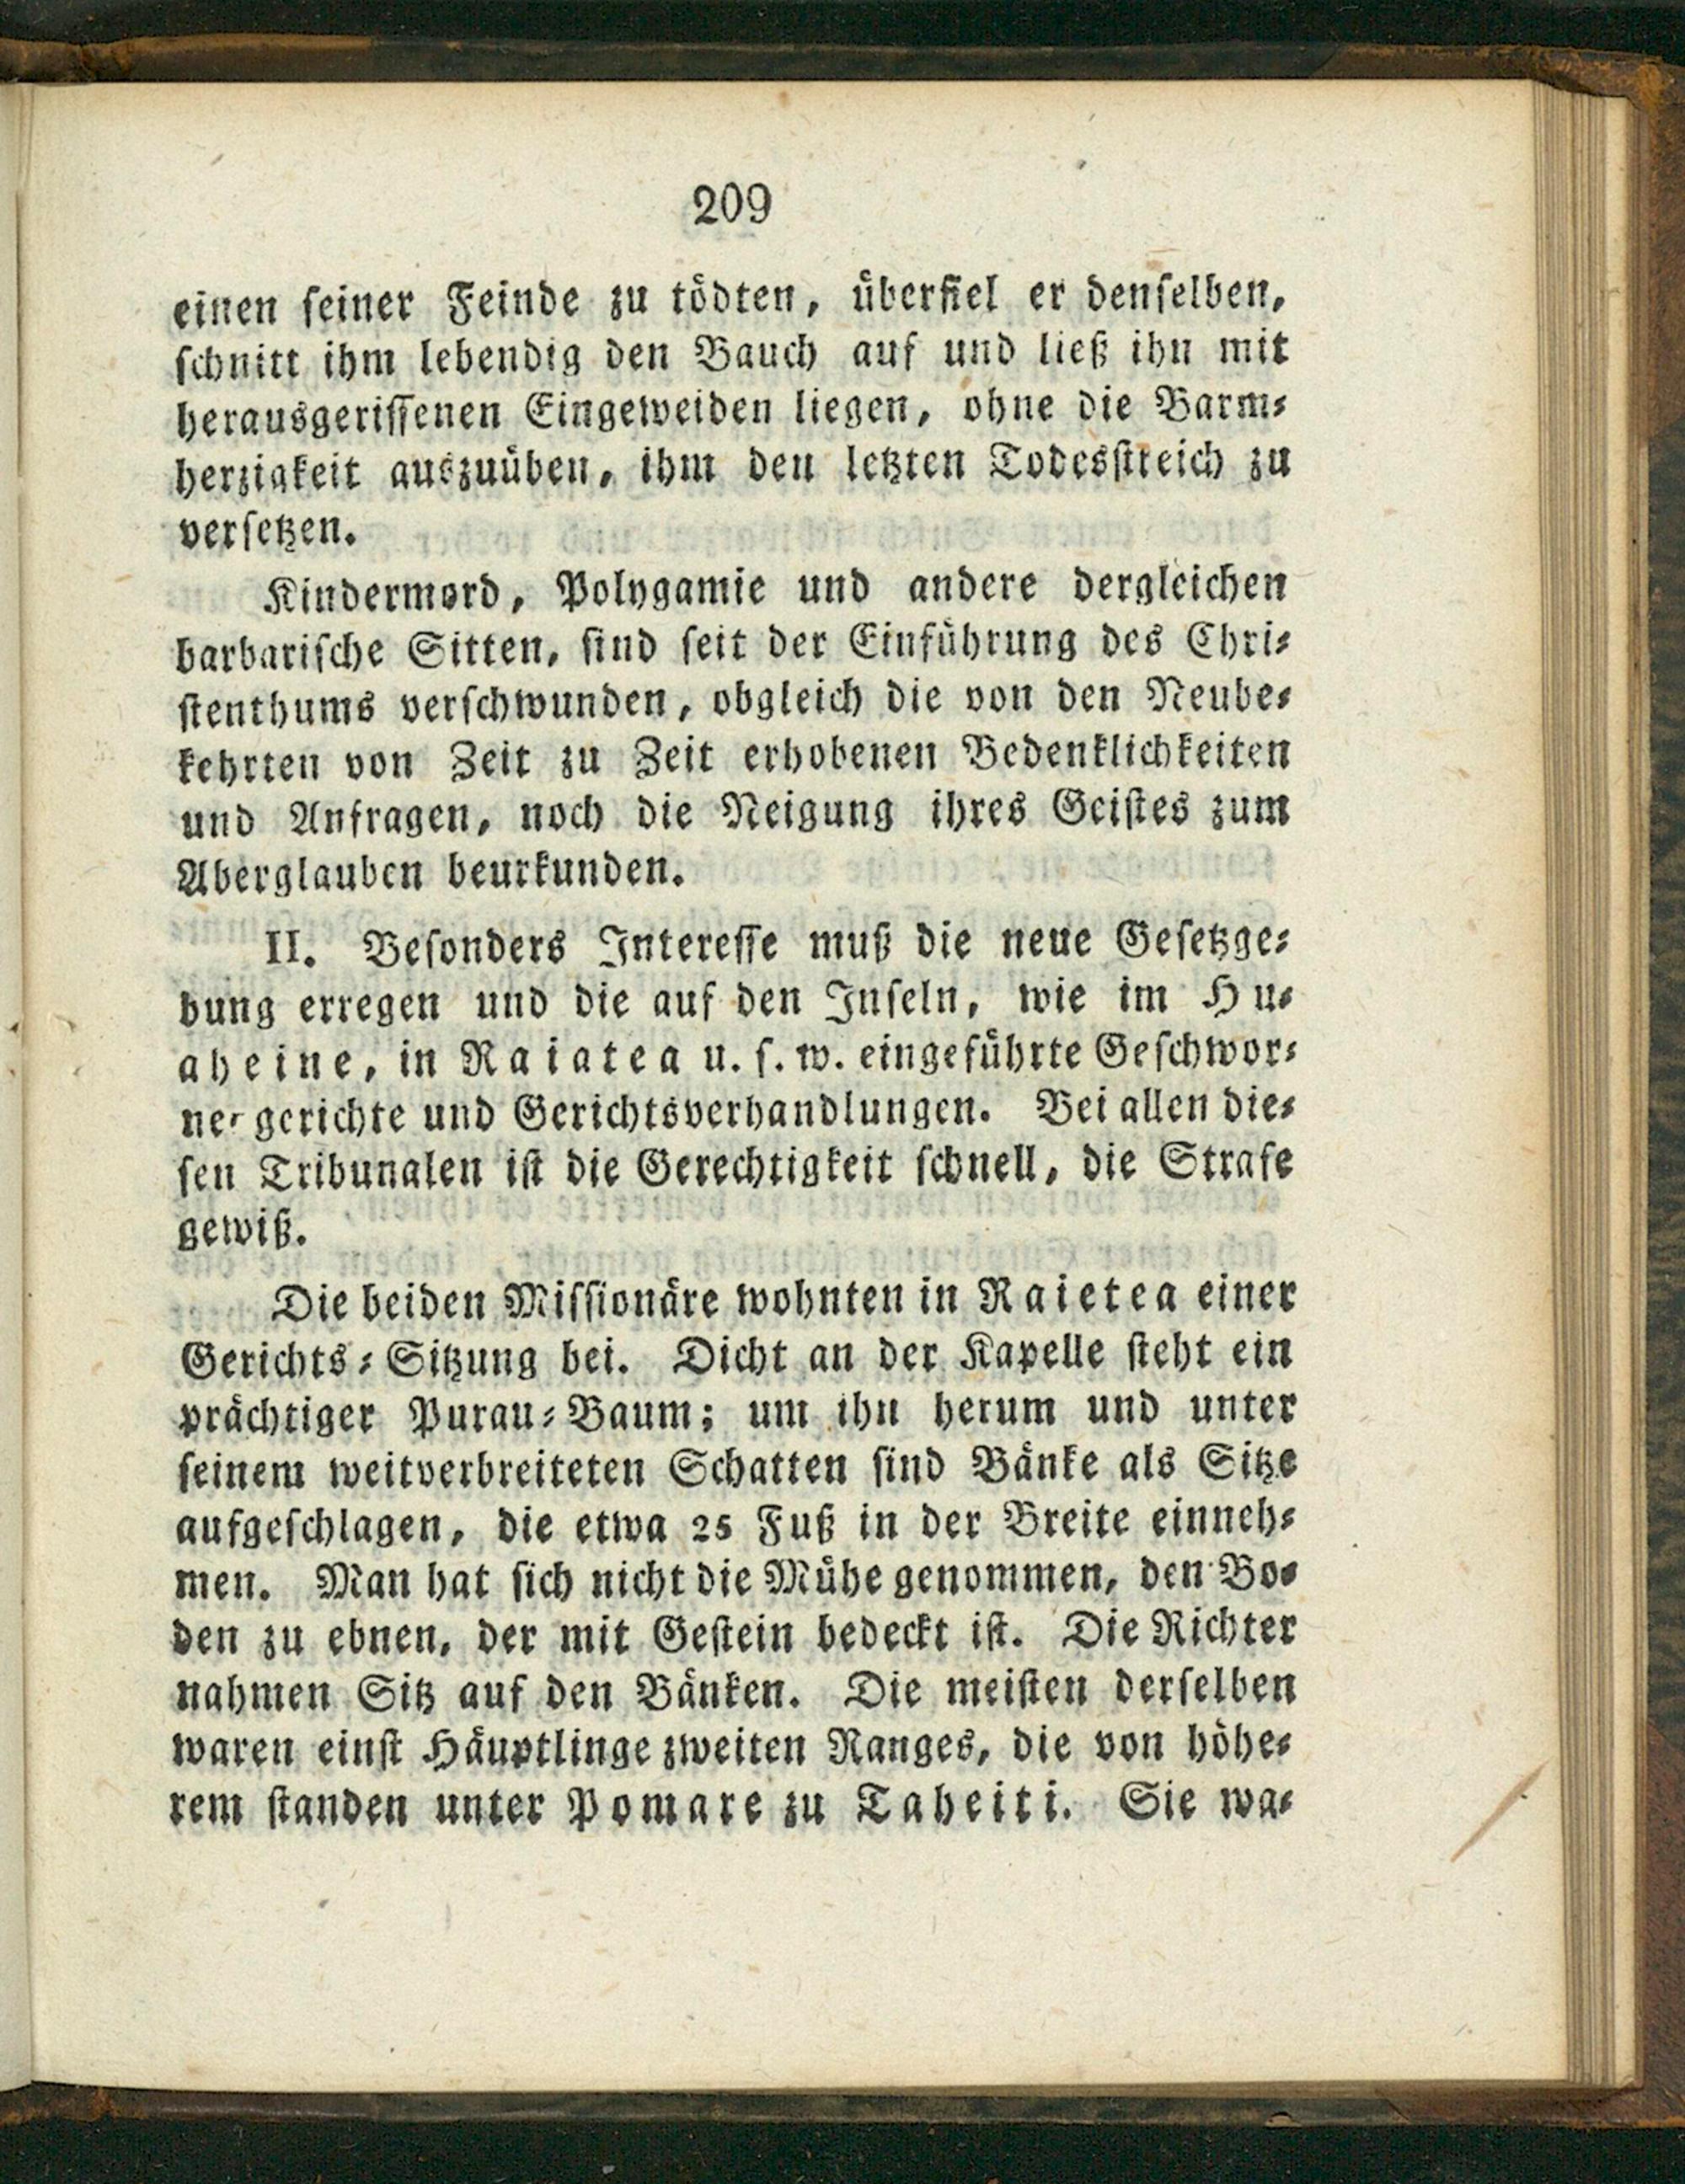 209
einen seiner Feinde zu tödten, überfiel er denselben,
schnitt ihm lebendig den Bauch auf und ließ ihn mit
herausgerissenen Eingeweiden liegen, ohne die Barm-
herzigkeit auszuüben, ihm den letzten Todesstreich zu
versetzen.
Kindermord, Polygamie und andere dergleichen
barbarische Sitten, sind seit der Einführung des Chri-
stenthums verschwunden, obgleich die von den Neube-
kehrten von Zeit zu Zeit erhobenen Bedenklichkeiten
und Anfragen, noch die Neigung ihres Geistes zum
Aberglauben beurkunden.
II. Besonders Interesse muß die neue Gesetzge-
bung erregen und die auf den Inseln, wie im Hu-
aheine, in Raiatea u. s. w. eingeführte Geschwor-
nergerichte und Gerichtsverhandlungen. Bei allen die-
sen Tribunalen ist die Gerechtigkeit schnell, die Strafe
gewiß.
Die beiden Missionäre wohnten in Raietea einer
Gerichts-Sitzung bei. Dicht an der Kapelle steht ein
prächtiger Purau-Baum; um ihn herum und unter
seinem weitverbreiteten Schatten sind Bänke als Sitze
aufgeschlagen, die etwa 25 Fuß in der Breite einneh-
men. Man hat sich nicht die Mühe genommen, den Bo-
den zu ebnen, der mit Gestein bedeckt ist. Die Richter
nahmen Sitz auf den Bänken. Die meisten derselben
waren einst Häuptlinge zweiten Ranges, die von höhe-
rem standen unter Pomare zu Taheiti. Sie wa-